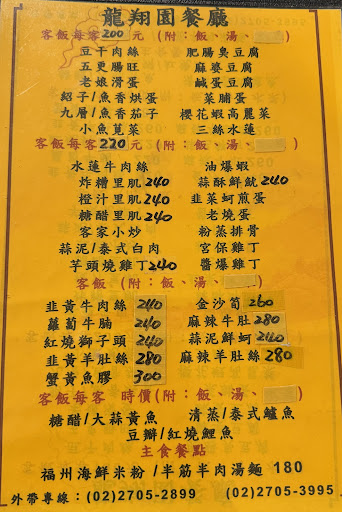 龍翔園餐廳
客飯每客200元 (附：飯、湯、
豆干肉絲 肥腸臭豆腐
五更腸旺 麻婆豆腐
老娘滑蛋 鹹蛋豆腐
紹子/魚香烘蛋 菜脯蛋
九層/魚香茄子 櫻花蝦高麗菜
小魚莧菜 三絲水蓮
客飯每客220元 (附：飯、湯、
水蓮牛肉絲 油爆蝦
炸糟里肌240 蒜酥鮮魷240
橙汁里肌240 韭菜蚵煎蛋
糖醋里肌240 老燒蛋
客家小炒 粉蒸排骨
蒜泥/泰式白肉 宮保雞丁
芋頭燒雞丁240 醬爆雞丁
客飯 (附：飯、湯、
韭黃牛肉絲 240 金沙筍 260
蘿蔔牛腩 240 麻辣牛肚 280
紅燒獅子頭 240 蒜泥鮮蚵 240
韭黃羊肚絲 280 麻辣羊肚絲 280
蟹黃魚膠 300
客飯每客 時價(附：飯、湯、
糖醋/大蒜黃魚 清蒸/泰式鱸魚
豆瓣/紅燒鯉魚
主食餐點
福州海鮮米粉 /半筋半肉湯麵 180
外帶專線：(02)2705-2899 (02)2705-3995